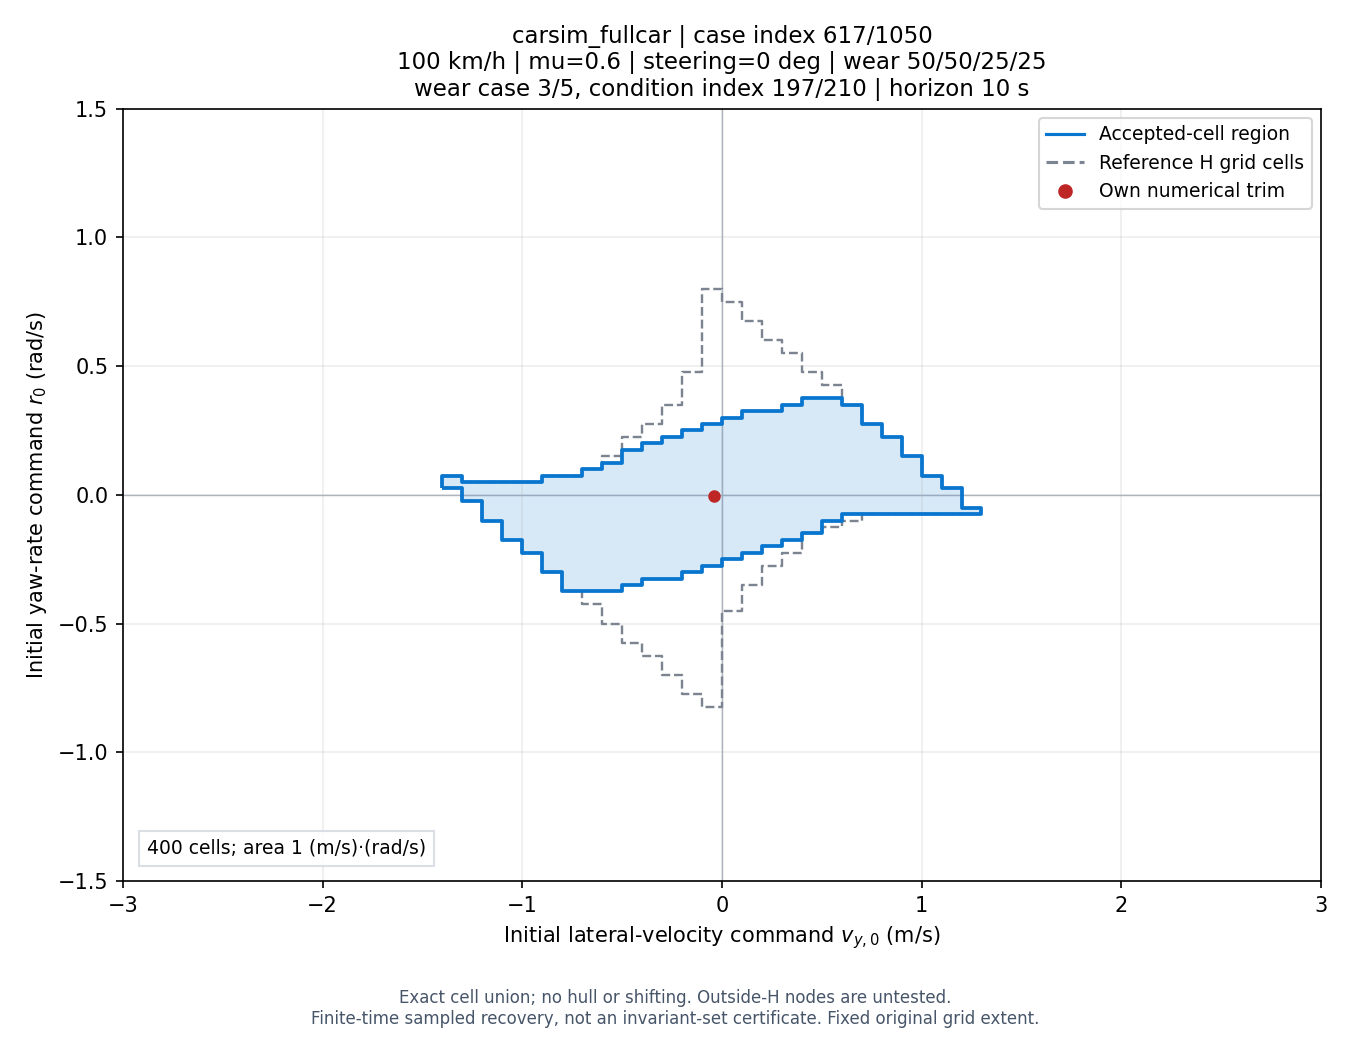 carsim_fullcar | case index 617/1050
100 km/h | mu=0.6 | steering=0 deg | wear 50/50/25/25
wear case 3/5, condition index 197/210 | horizon 10 s
Accepted-cell region
Reference H grid cells
Own numerical trim
1.5
1.0
0.5
0.0
−0.5
−1.0
−1.5
Initial yaw-rate command r0 (rad/s)
400 cells; area 1 (m/s)·(rad/s)
−3
−2
−1
0
1
2
3
Initial lateral-velocity command vy,0 (m/s)
Exact cell union; no hull or shifting. Outside-H nodes are untested.
Finite-time sampled recovery, not an invariant-set certificate. Fixed original grid extent.